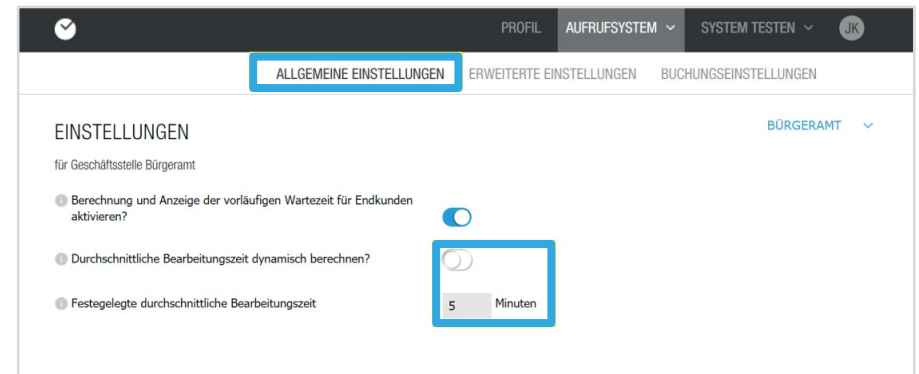 PROFIL AUFRUFSYSTEM SYSTEM TESTEN JK
ALLGEMEINE EINSTELLUNGEN ERWEITERTE EINSTELLUNGEN BUCHUNGSEINSTELLUNGEN
EINSTELLUNGEN BÜRGERAMT
für Geschäftsstelle Bürgeramt
Berechnung und Anzeige der vorläufigen Wartezeit für Endkunden
aktivieren?
Durchschnittliche Bearbeitungszeit dynamisch berechnen?
Festegelegte durchschnittliche Bearbeitungszeit 5 Minuten